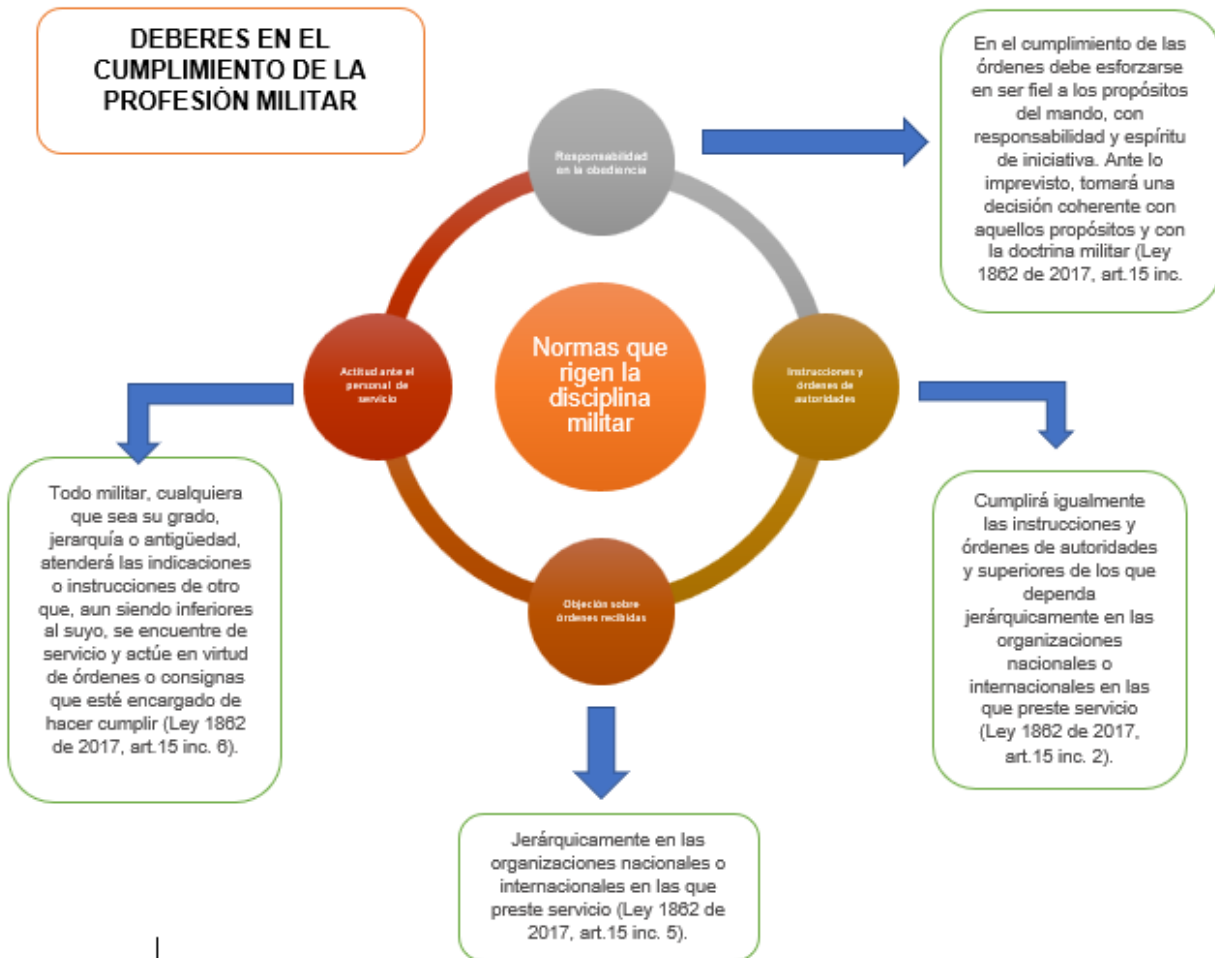 DEBERES EN EL
CUMPLIMIENTO DE LA
PROFESIÓN MILITAR
Responsabilidad
en la obediencia
En el cumplimiento de las
órdenes debe esforzarse
en ser fiel a los propósitos
del mando, con
responsabilidad y espíritu
de iniciativa. Ante lo
imprevisto, tomará una
decisión coherente con
aquellos propósitos y con
la doctrina militar (Ley
1862 de 2017, art.15 inc.
Normas que
rigen la
disciplina
militar
Actitud ante el
personal de
servicio
Instrucciones y
órdenes de
autoridades
Todo militar, cualquiera
que sea su grado,
jerarquía o antigüedad,
atenderá las indicaciones
o instrucciones de otro
que, aun siendo inferiores
al suyo, se encuentre de
servicio y actúe en virtud
de órdenes o consignas
que esté encargado de
hacer cumplir (Ley 1862
de 2017, art.15 inc. 6).
Cumplirá igualmente
las instrucciones y
órdenes de autoridades
y superiores de los que
dependa
jerárquicamente en las
organizaciones
nacionales o
internacionales en las
que preste servicio
(Ley 1862 de 2017,
art.15 inc. 2).
Objeción sobre
órdenes recibidas
Jerárquicamente en las
organizaciones nacionales o
internacionales en las que
preste servicio (Ley 1862 de
2017, art.15 inc. 5).